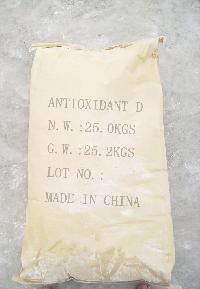 ANTIOXIDANT D
N.W.:25.0KGS
G.W.:25.2KGS
LOT NO.:
MADE IN CHINA